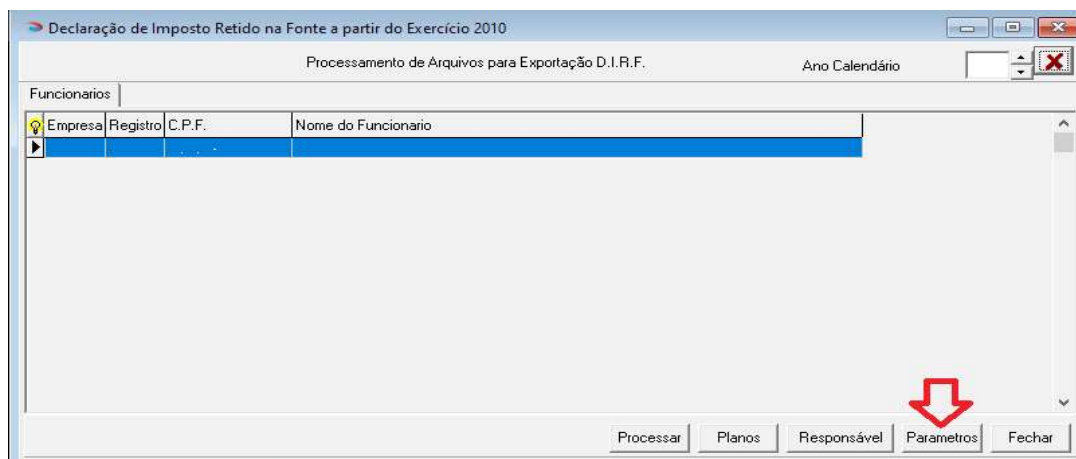 Declaração de Imposto Retido na Fonte a partir do Exercício 2010
Processamento de Arquivos para Exportação D.I.R.F. Ano Calendário
Funcionarios
Empresa Registro C.P.F. Nome do Funcionario
. . -
Processar Planos Responsável Parametros Fechar